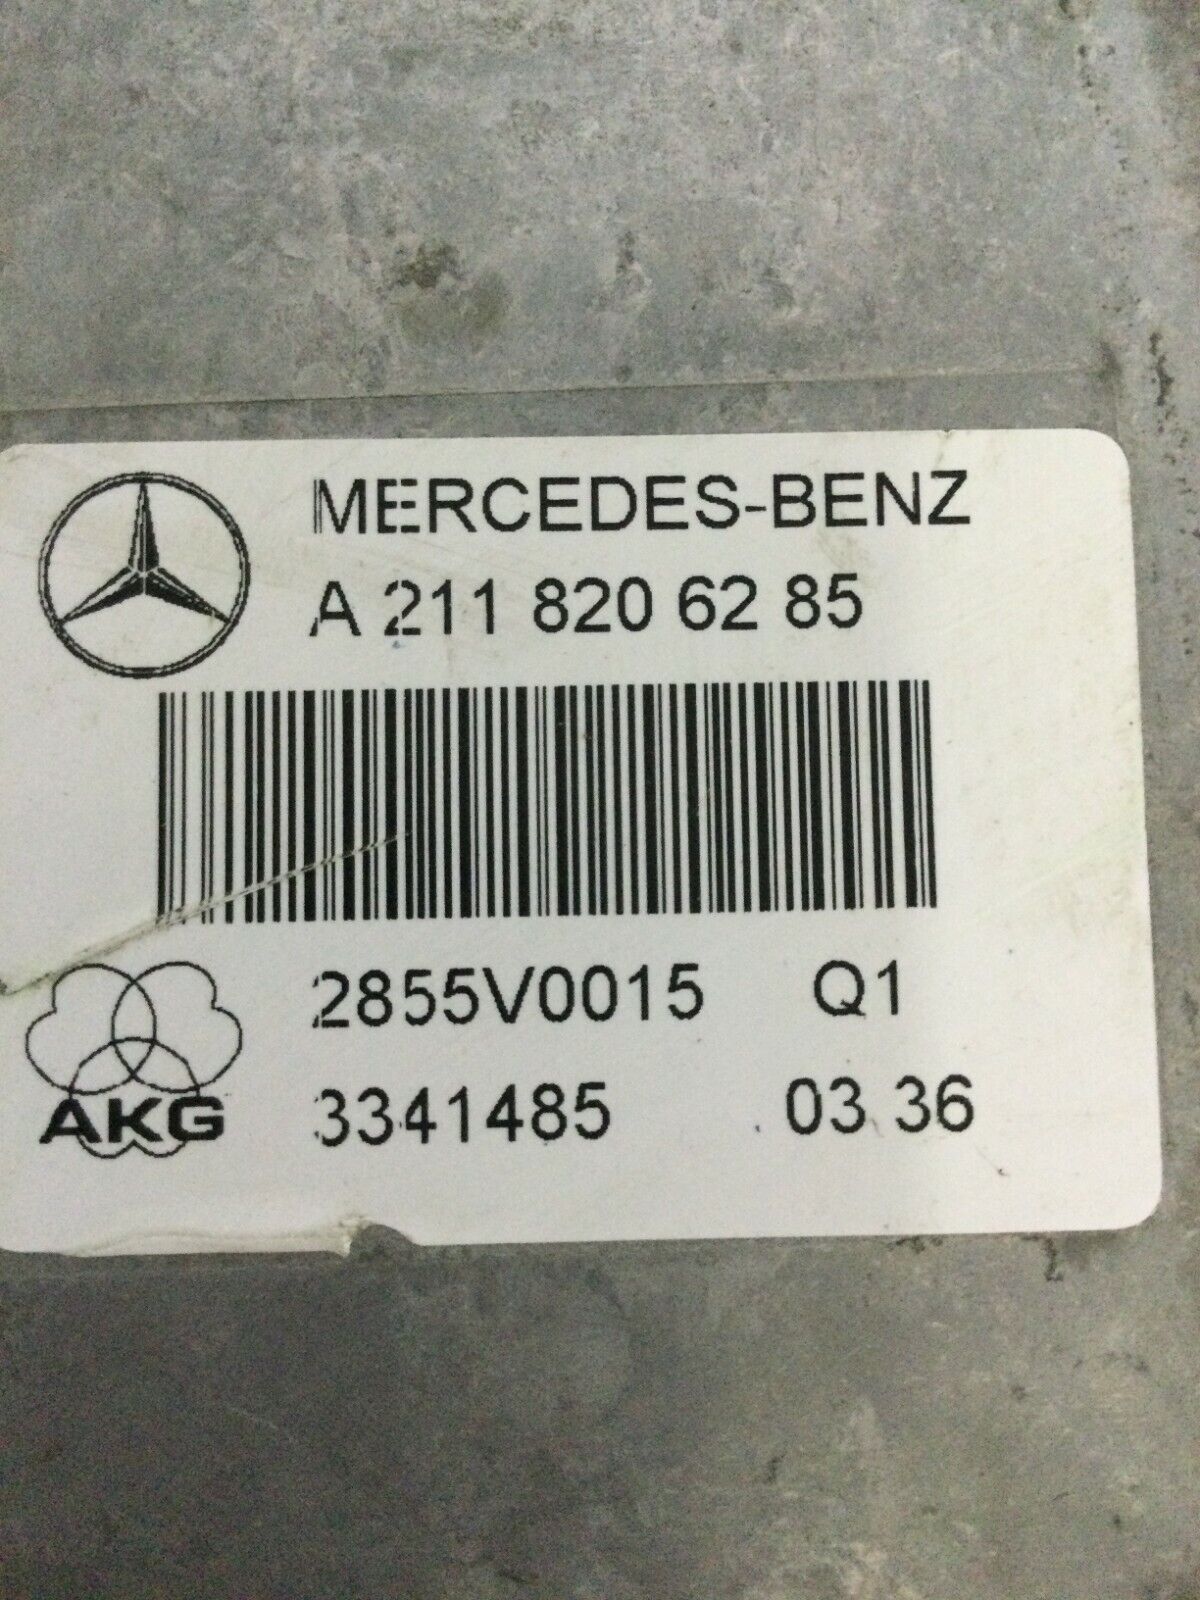 MERCEDES-BENZ
A 211 820 62 85
2855V0015 Q1
AKG 3341485 03 36